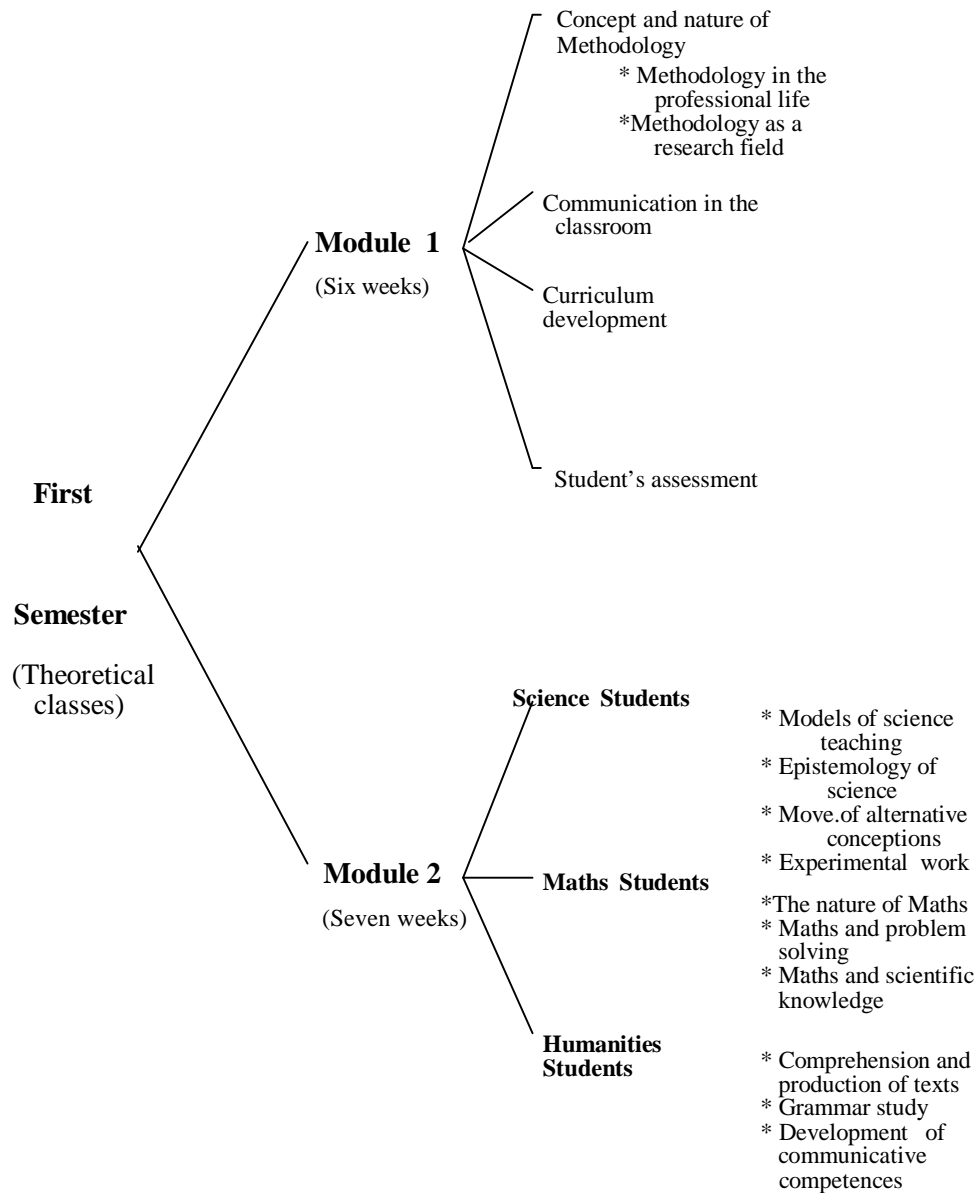 First
Semester
(Theoretical
classes)
Module 1
(Six weeks)
Concept and nature of
Methodology
* Methodology in the
professional life
*Methodology as a
research field
Communication in the
classroom
Curriculum
development
Student’s assessment
Module 2
(Seven weeks)
Science Students
* Models of science
teaching
* Epistemology of
science
* Move.of alternative
conceptions
* Experimental work
Maths Students
*The nature of Maths
* Maths and problem
solving
* Maths and scientific
knowledge
Humanities
Students
* Comprehension and
production of texts
* Grammar study
* Development of
communicative
competences